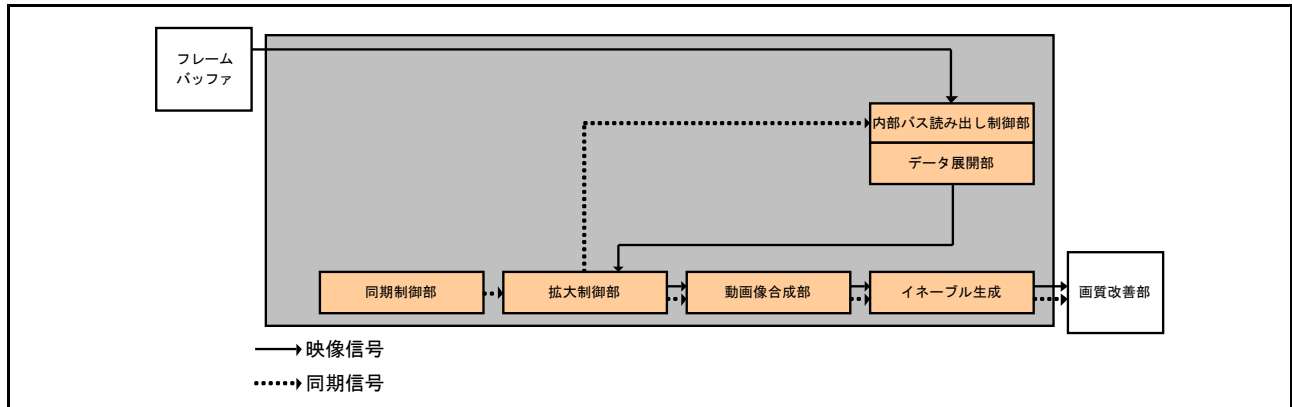 フレーム
バッファ
内部バス読み出し制御部
データ展開部
同期制御部
拡大制御部
動画像合成部
イネーブル生成
画質改善部
映像信号
同期信号